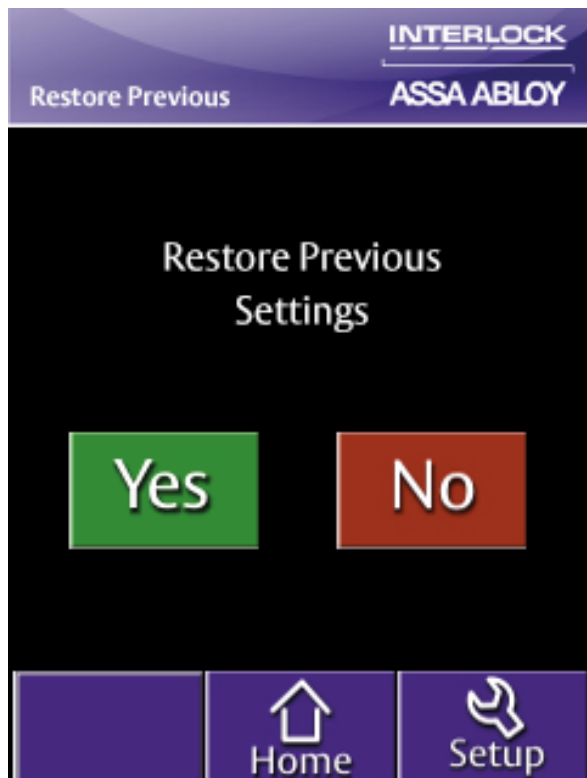 INTERLOCK
Restore Previous
ASSA ABLOY
Restore Previous
Settings
Yes
No
Home
Setup